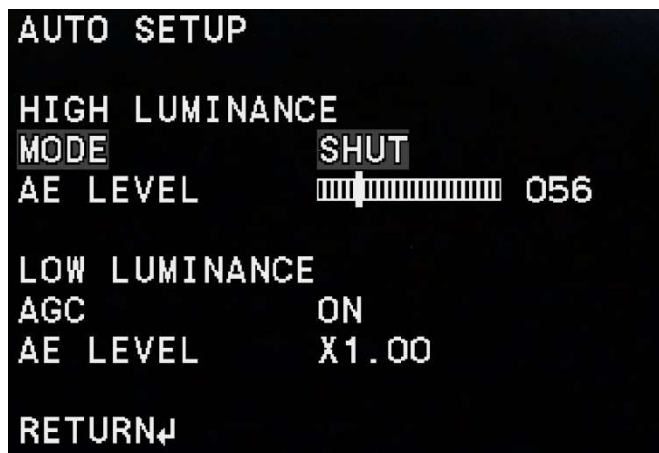 AUTO SETUP
HIGH LUMINANCE
MODE SHUT
AE LEVEL 056
LOW LUMINANCE
AGC ON
AE LEVEL X1.00
RETURN↵